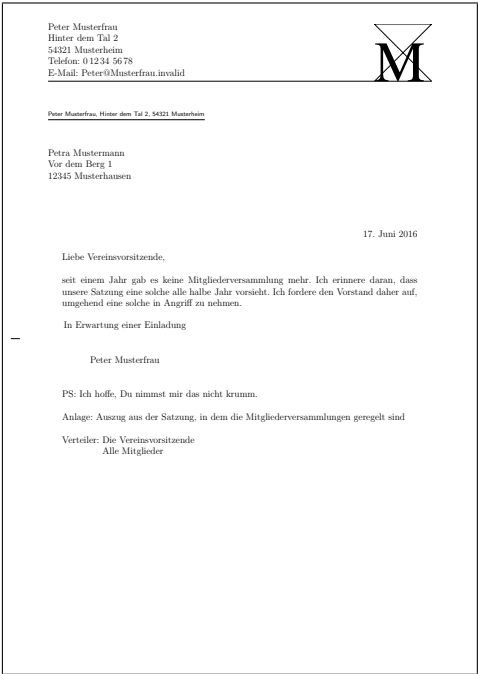 Peter Musterfrau
Hinter dem Tal 2
54321 Musterheim
Telefon: 0 12 34 56 78
E-Mail: Peter@Musterfrau.invalid
M
Peter Musterfrau, Hinter dem Tal 2, 54321 Musterheim
Petra Mustermann
Vor dem Berg 1
12345 Musterhausen
17. Juni 2016
Liebe Vereinsvorsitzende,
seit einem Jahr gab es keine Mitgliederversammlung mehr. Ich erinnere daran, dass
unsere Satzung eine solche alle halbe Jahr vorsieht. Ich fordere den Vorstand daher auf,
umgehend eine solche in Angriff zu nehmen.
In Erwartung einer Einladung
Peter Musterfrau
PS: Ich hoffe, Du nimmst mir das nicht krumm.
Anlage: Auszug aus der Satzung, in dem die Mitgliederversammlungen geregelt sind
Verteiler: Die Vereinsvorsitzende
Alle Mitglieder